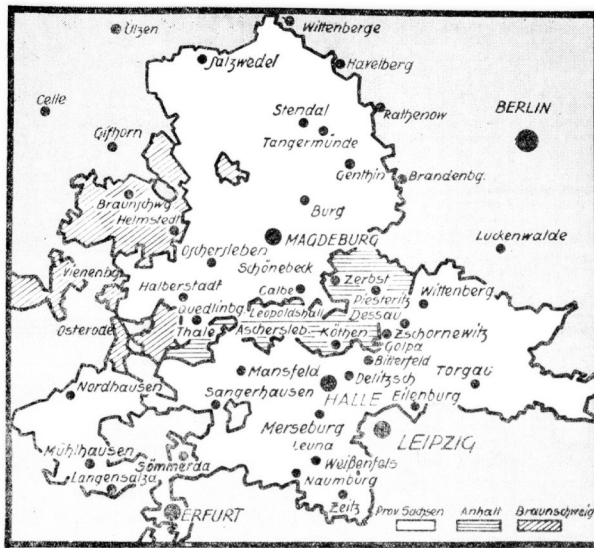 Ülzen
Wittenberge
Salzwedel
Havelberg
Celle
Stendal
Rathenow
BERLIN
Gifhorn
Tangermünde
Genthin
Brandenbg.
Braunschwg
Burg
Helmstedt
MAGDEBURG
Luckenwalde
Oschersleben
Vienenbg.
Schönebeck
Zerbst
Halberstadt
Calbe
Piesteritz
Wittenberg
Quedlinbg.
Leopoldshall
Dessau
Osterode
Thale
Aschersleb.
Köthen
Zschornewitz
Golpa
Bitterfeld
Mansfeld
Delitzsch
Torgau
Nordhausen
Sangerhausen
HALLE
Eilenburg
Merseburg
LEIPZIG
Mühlhausen
Leuna
Sömmerda
Weißenfels
Langensalza
Naumburg
Zeitz
ERFURT
Prov Sachsen Anhalt Braunschweig